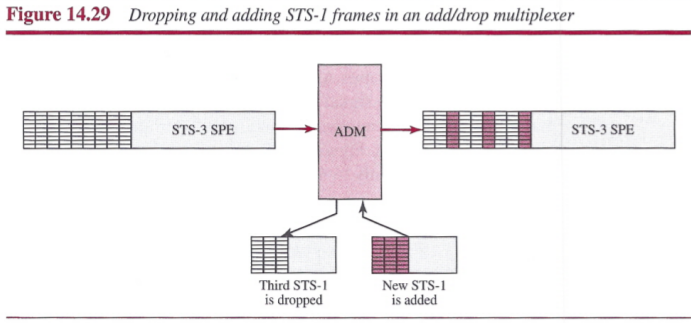 Figure 14.29 Dropping and adding STS-1 frames in an add/drop multiplexer
STS-3 SPE
ADM
STS-3 SPE
Third STS-1
is dropped
New STS-1
is added